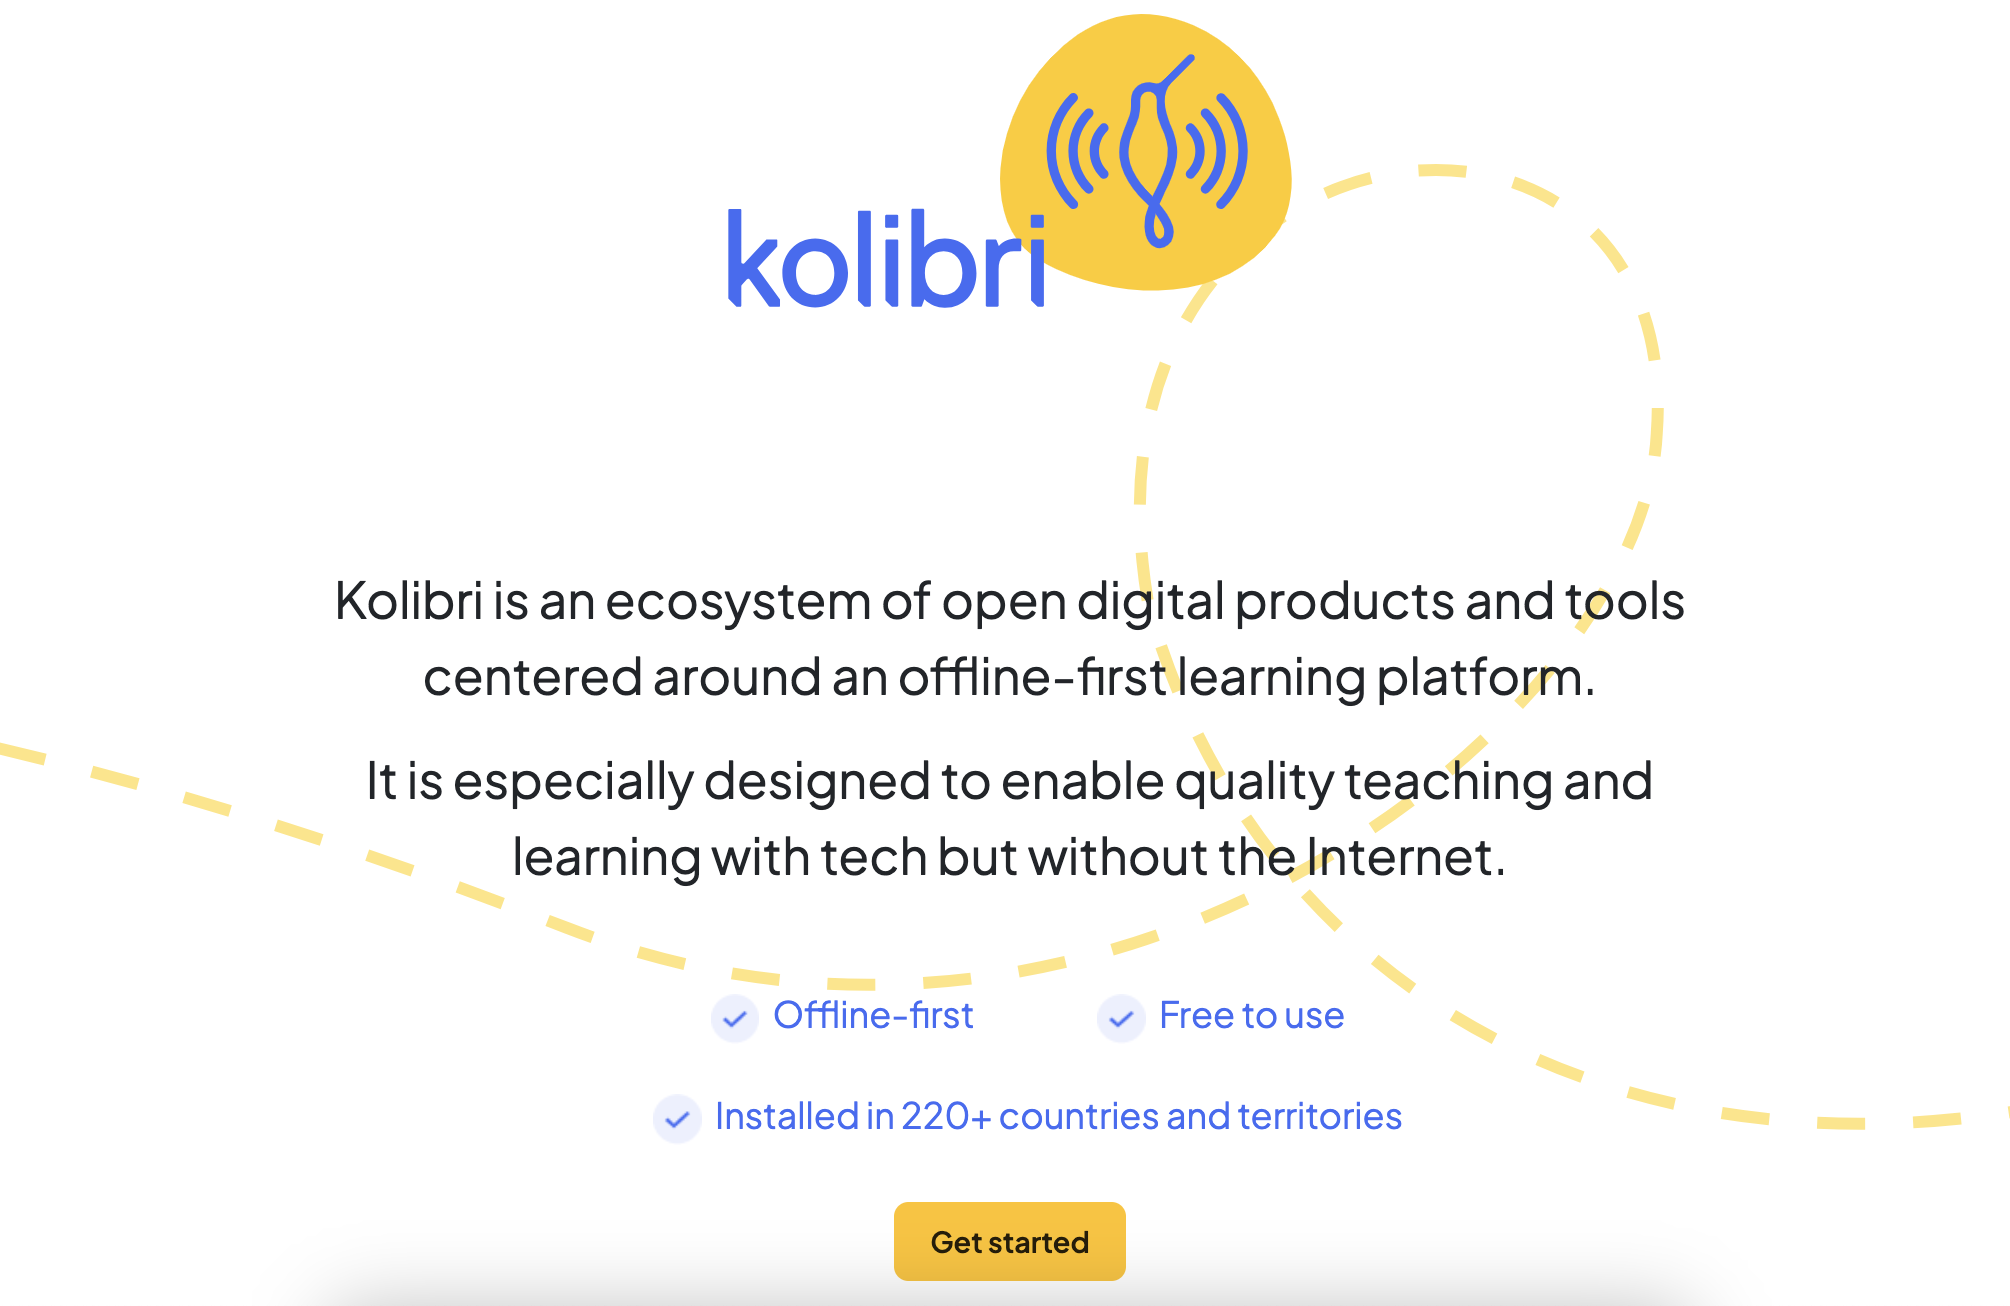 kolibri
Kolibri is an ecosystem of open digital products and tools
centered around an offline-first learning platform.
It is especially designed to enable quality teaching and
learning with tech but without the Internet.
Offline-first
Free to use
Installed in 220+ countries and territories
Get started